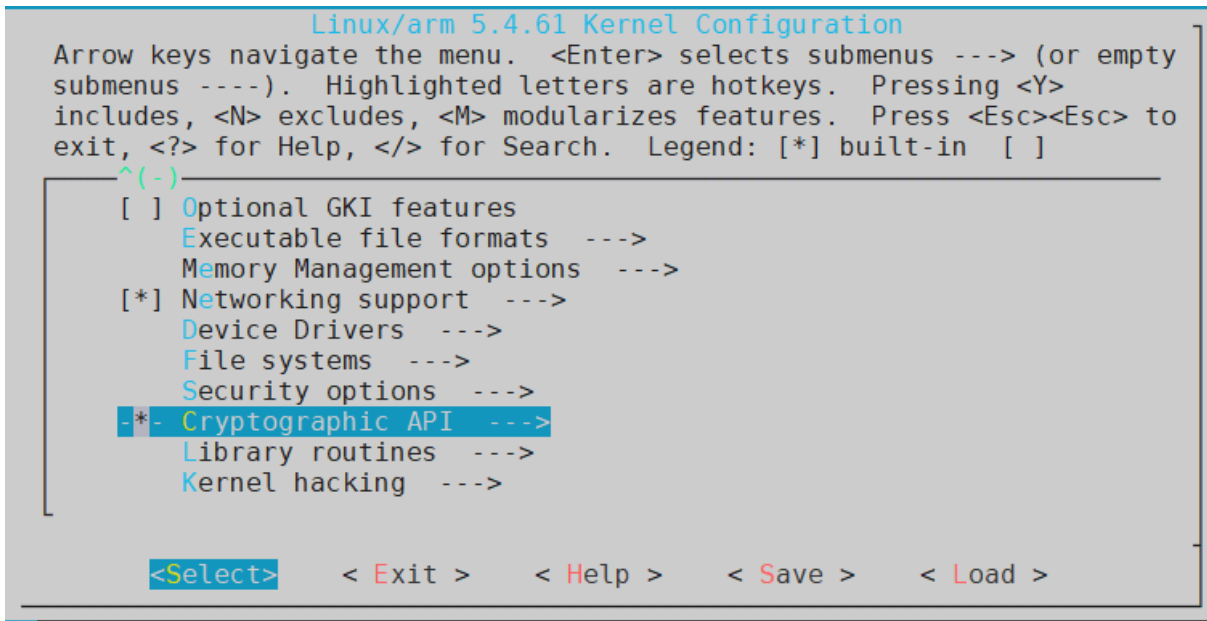 Linux/arm 5.4.61 Kernel Configuration
Arrow keys navigate the menu.  <Enter> selects submenus ---> (or empty
submenus ----).  Highlighted letters are hotkeys.  Pressing <Y>
includes, <N> excludes, <M> modularizes features.  Press <Esc><Esc> to
exit, <?> for Help, </> for Search.  Legend: [*] built-in  [ ]
^(-)
[ ] Optional GKI features
Executable file formats  --->
Memory Management options  --->
[*] Networking support  --->
Device Drivers  --->
File systems  --->
Security options  --->
-*- Cryptographic API  --->
Library routines  --->
Kernel hacking  --->
<Select>    < Exit >    < Help >    < Save >    < Load >